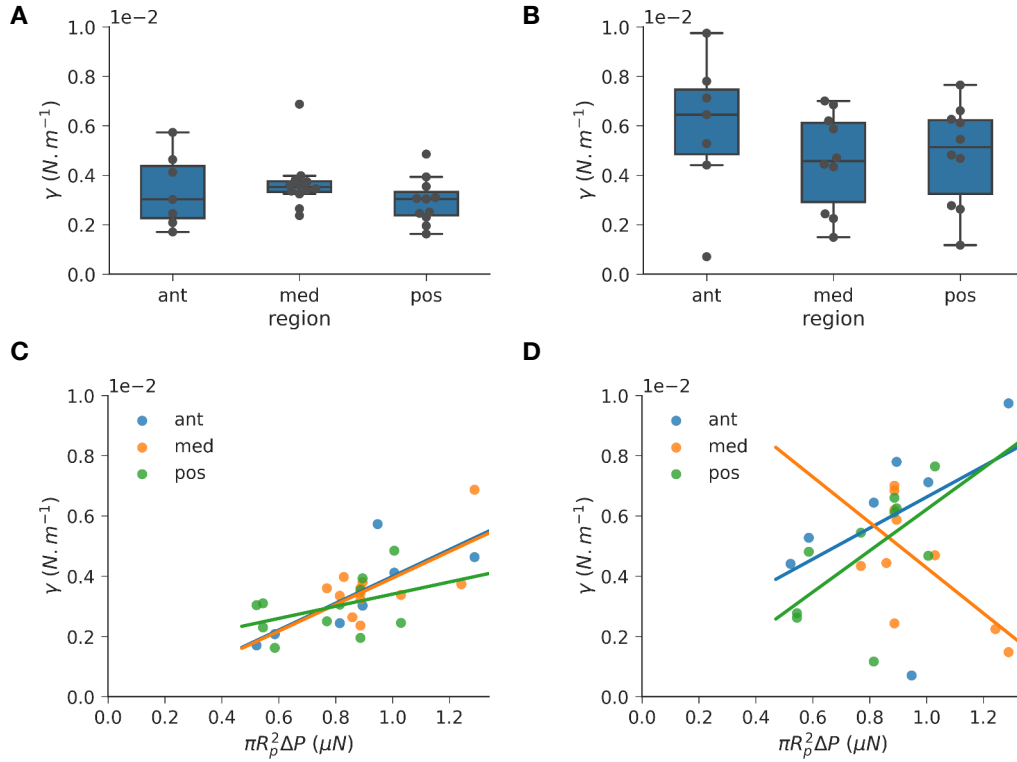 A
1e−2
1.0
0.8
0.6
0.4
0.2
0.0
γ (N. m⁻¹)
ant med pos
region
B
1e−2
1.0
0.8
0.6
0.4
0.2
0.0
γ (N. m⁻¹)
ant med pos
region
C
1e−2
1.0
0.8
0.6
0.4
0.2
0.0
γ (N. m⁻¹)
ant
med
pos
0.0 0.2 0.4 0.6 0.8 1.0 1.2
πR_p²ΔP (μN)
D
1e−2
1.0
0.8
0.6
0.4
0.2
0.0
γ (N. m⁻¹)
ant
med
pos
0.0 0.2 0.4 0.6 0.8 1.0 1.2
πR_p²ΔP (μN)